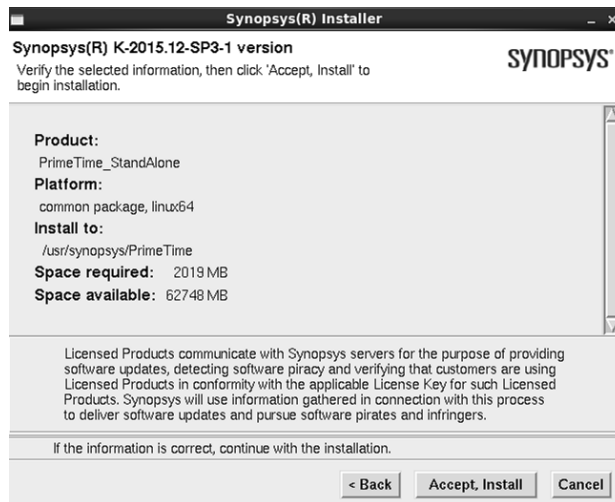 Synopsys(R) Installer
Synopsys(R) K-2015.12-SP3-1 version
Verify the selected information, then click 'Accept, Install' to
begin installation.
SYNOPSYS®
Product:
PrimeTime_StandAlone
Platform:
common package, linux64
Install to:
/usr/synopsys/PrimeTime
Space required: 2019 MB
Space available: 62748 MB
Licensed Products communicate with Synopsys servers for the purpose of providing
software updates, detecting software piracy and verifying that customers are using
Licensed Products in conformity with the applicable License Key for such Licensed
Products. Synopsys will use information gathered in connection with this process
to deliver software updates and pursue software pirates and infringers.
If the information is correct, continue with the installation.
< Back Accept, Install Cancel